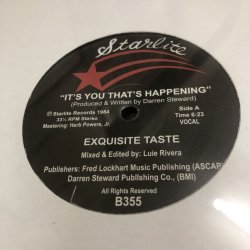 Starlite
"IT'S YOU THAT'S HAPPENING"
(Produced & Written by Darren Steward)
℗ Starlite Records 1984
33⅓ RPM Stereo
Mastering: Herb Powers, Jr.
Side A
Time 6:23
VOCAL
EXQUISITE TASTE
Mixed & Edited by: Luie Rivera
Publishers: Fred Lockhart Music Publishing (ASCAP)
Darren Steward Publishing Co., (BMI)
All Rights Reserved
B355